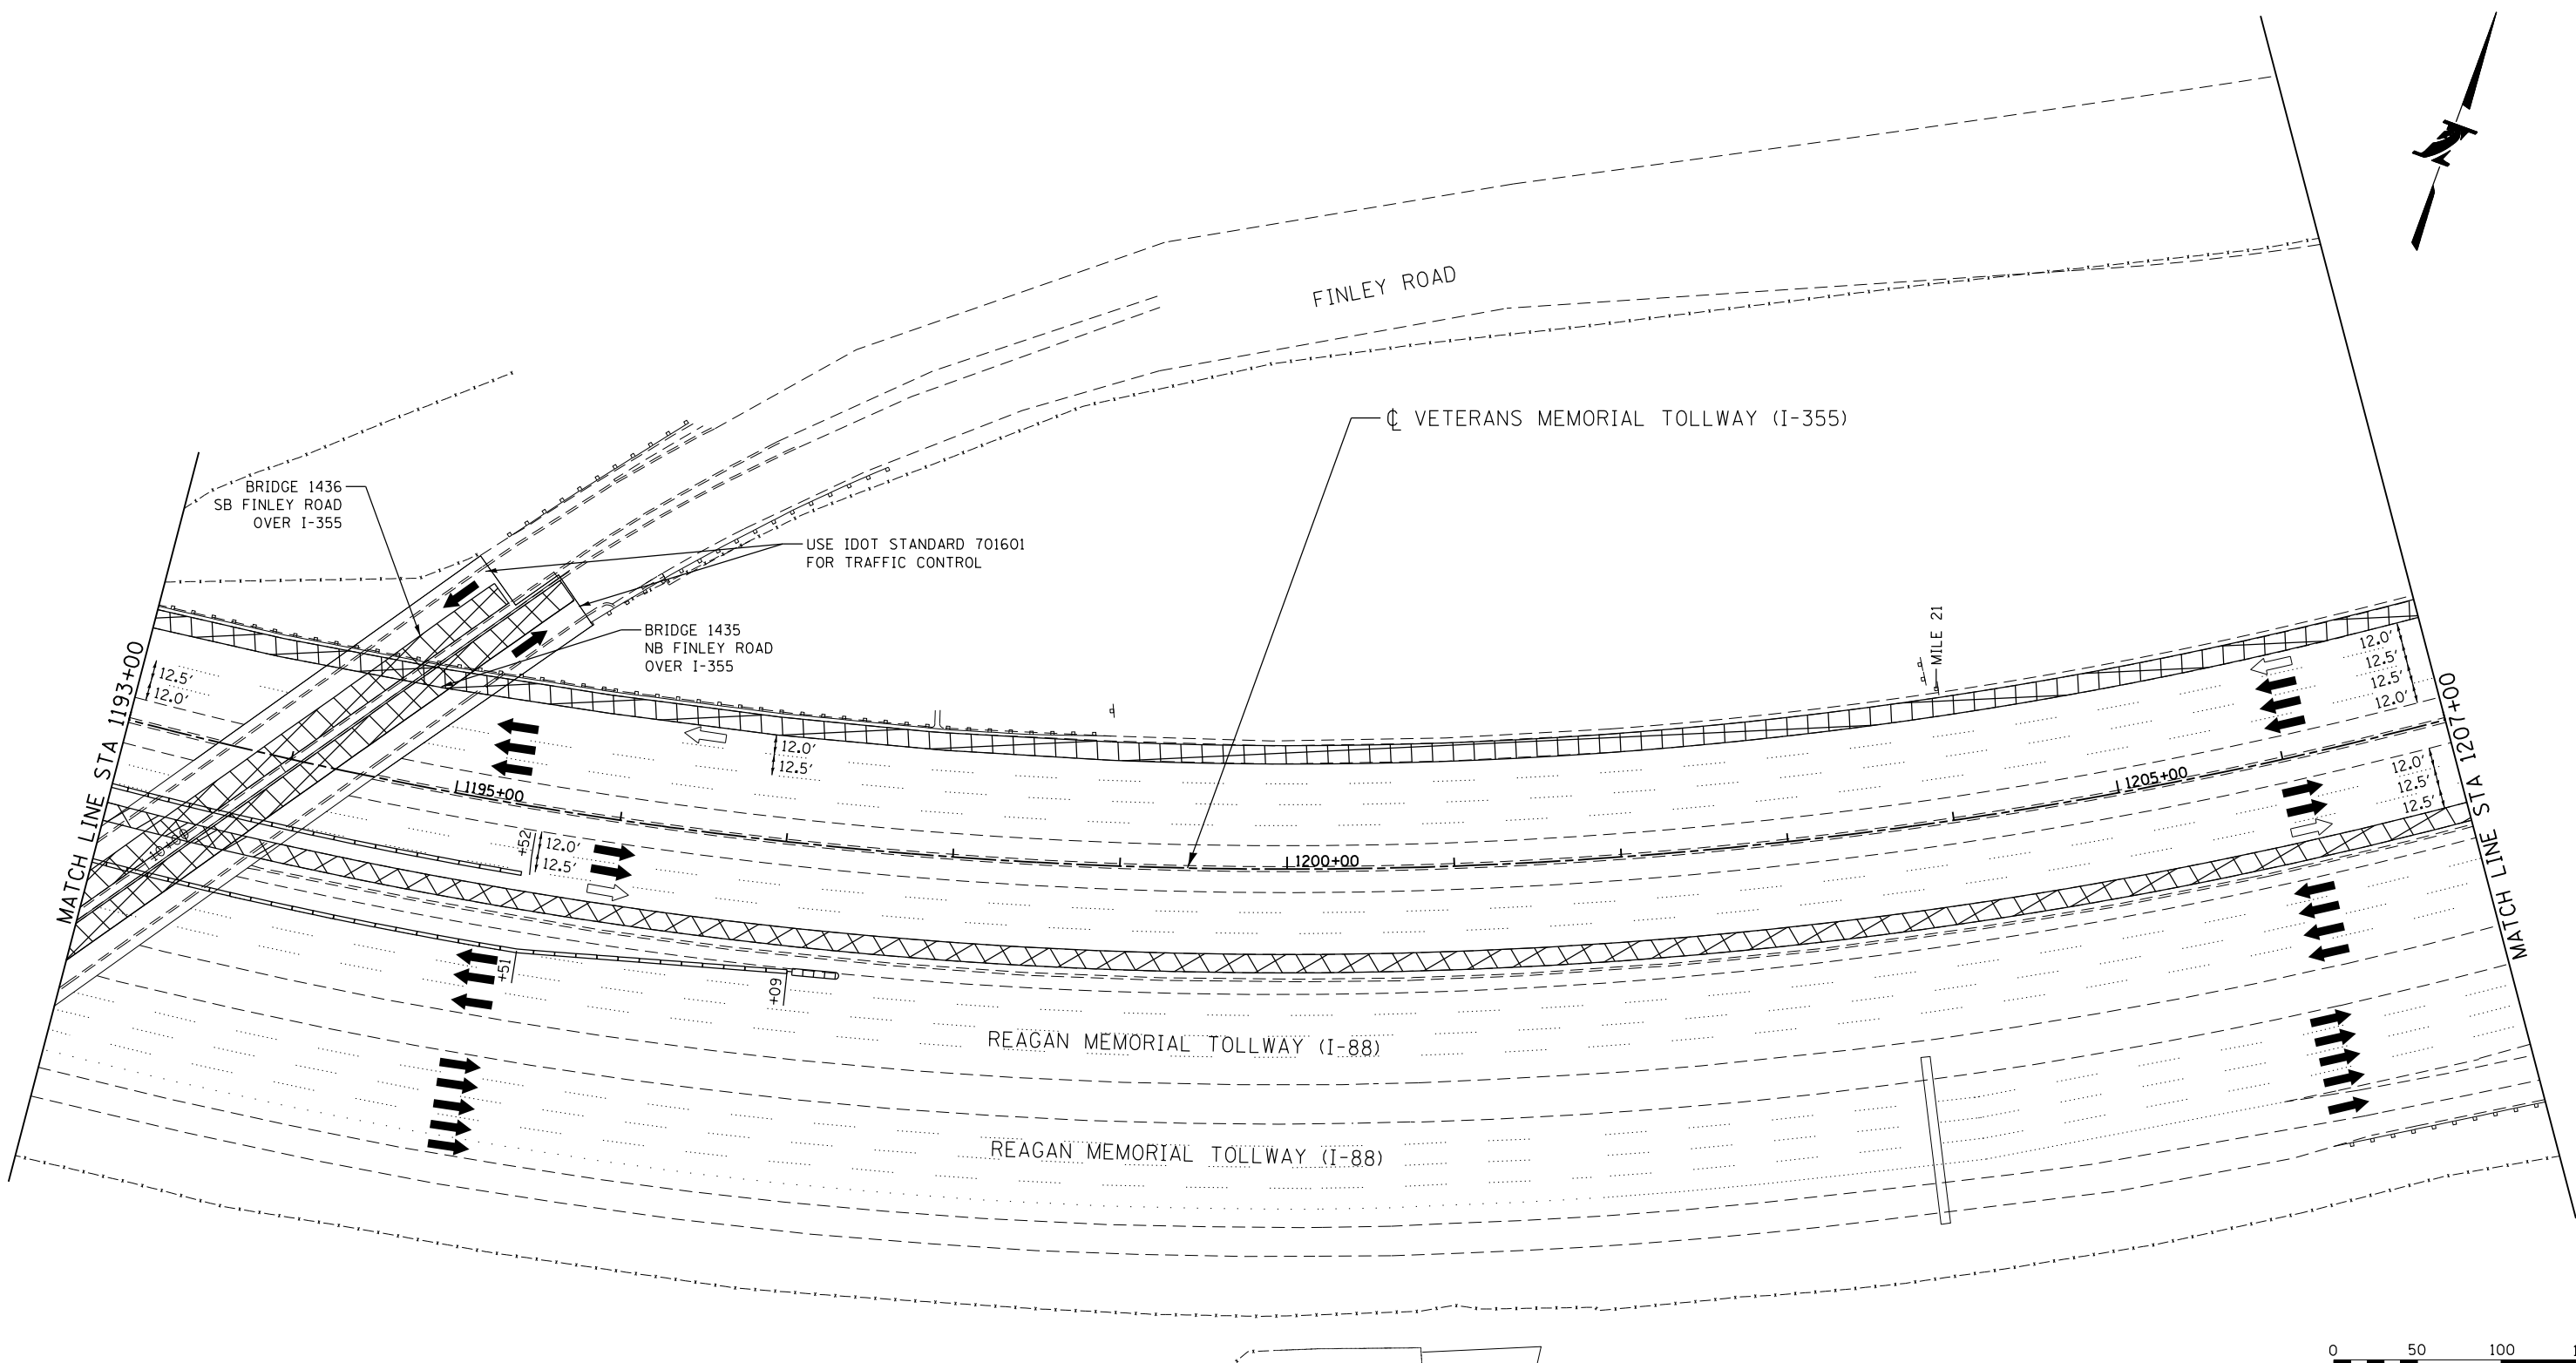 FINLEY ROAD
℄ VETERANS MEMORIAL TOLLWAY (I-355)
BRIDGE 1436
SB FINLEY ROAD
OVER I-355
USE IDOT STANDARD 701601
FOR TRAFFIC CONTROL
BRIDGE 1435
NB FINLEY ROAD
OVER I-355
MILE 21
MATCH LINE STA 1193+00
12.5'
12.0'
12.0'
12.5'
12.0'
12.5'
12.5'
12.0'
MATCH LINE STA 1207+00
1195+00
1200+00
1205+00
+52
12.0'
12.5'
12.0'
12.5'
12.5'
+51
+09
REAGAN MEMORIAL TOLLWAY (I-88)
REAGAN MEMORIAL TOLLWAY (I-88)
0 50 100